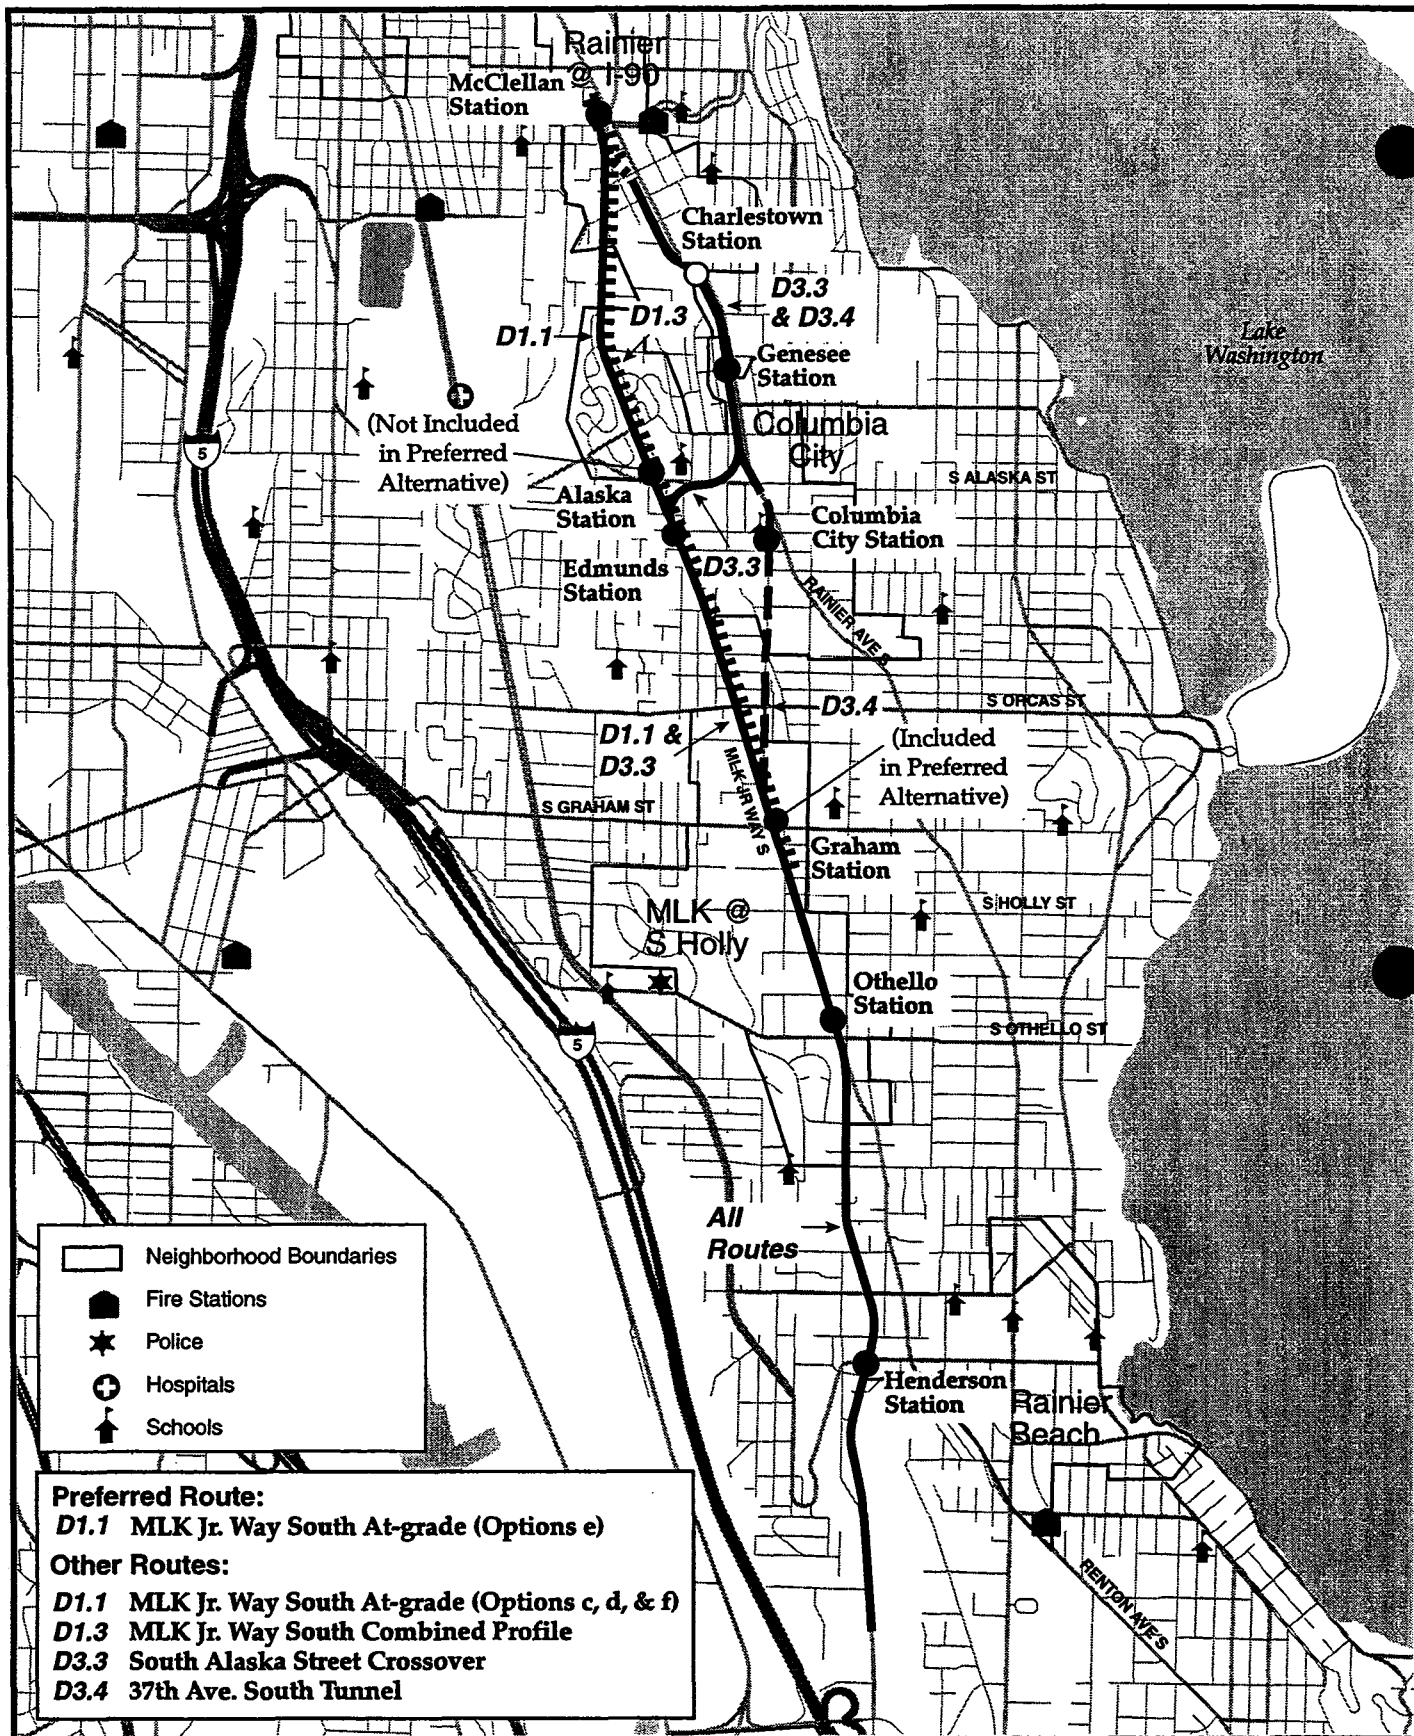 Rainier
@ I-90
McClellan
Station
Charlestown
Station
D3.3
& D3.4
D1.3
D1.1
Genesee
Station
Lake
Washington
(Not Included
in Preferred
Alternative)
Columbia
City
5
S ALASKA ST
Alaska
Station
Columbia
City Station
Edmunds
Station
D3.3
RAINIER AVE S
S ORCAS ST
D3.4
D1.1 &
D3.3
(Included
in Preferred
Alternative)
MLK JR WAY S
S GRAHAM ST
Graham
Station
S HOLLY ST
MLK @
S Holly
Othello
Station
S OTHELLO ST
5
All
Routes
Neighborhood Boundaries
Fire Stations
Police
Hospitals
Schools
Henderson
Station
Rainier
Beach
RENTON AVE S
Preferred Route:
D1.1 MLK Jr. Way South At-grade (Options e)
Other Routes:
D1.1 MLK Jr. Way South At-grade (Options c, d, & f)
D1.3 MLK Jr. Way South Combined Profile
D3.3 South Alaska Street Crossover
D3.4 37th Ave. South Tunnel